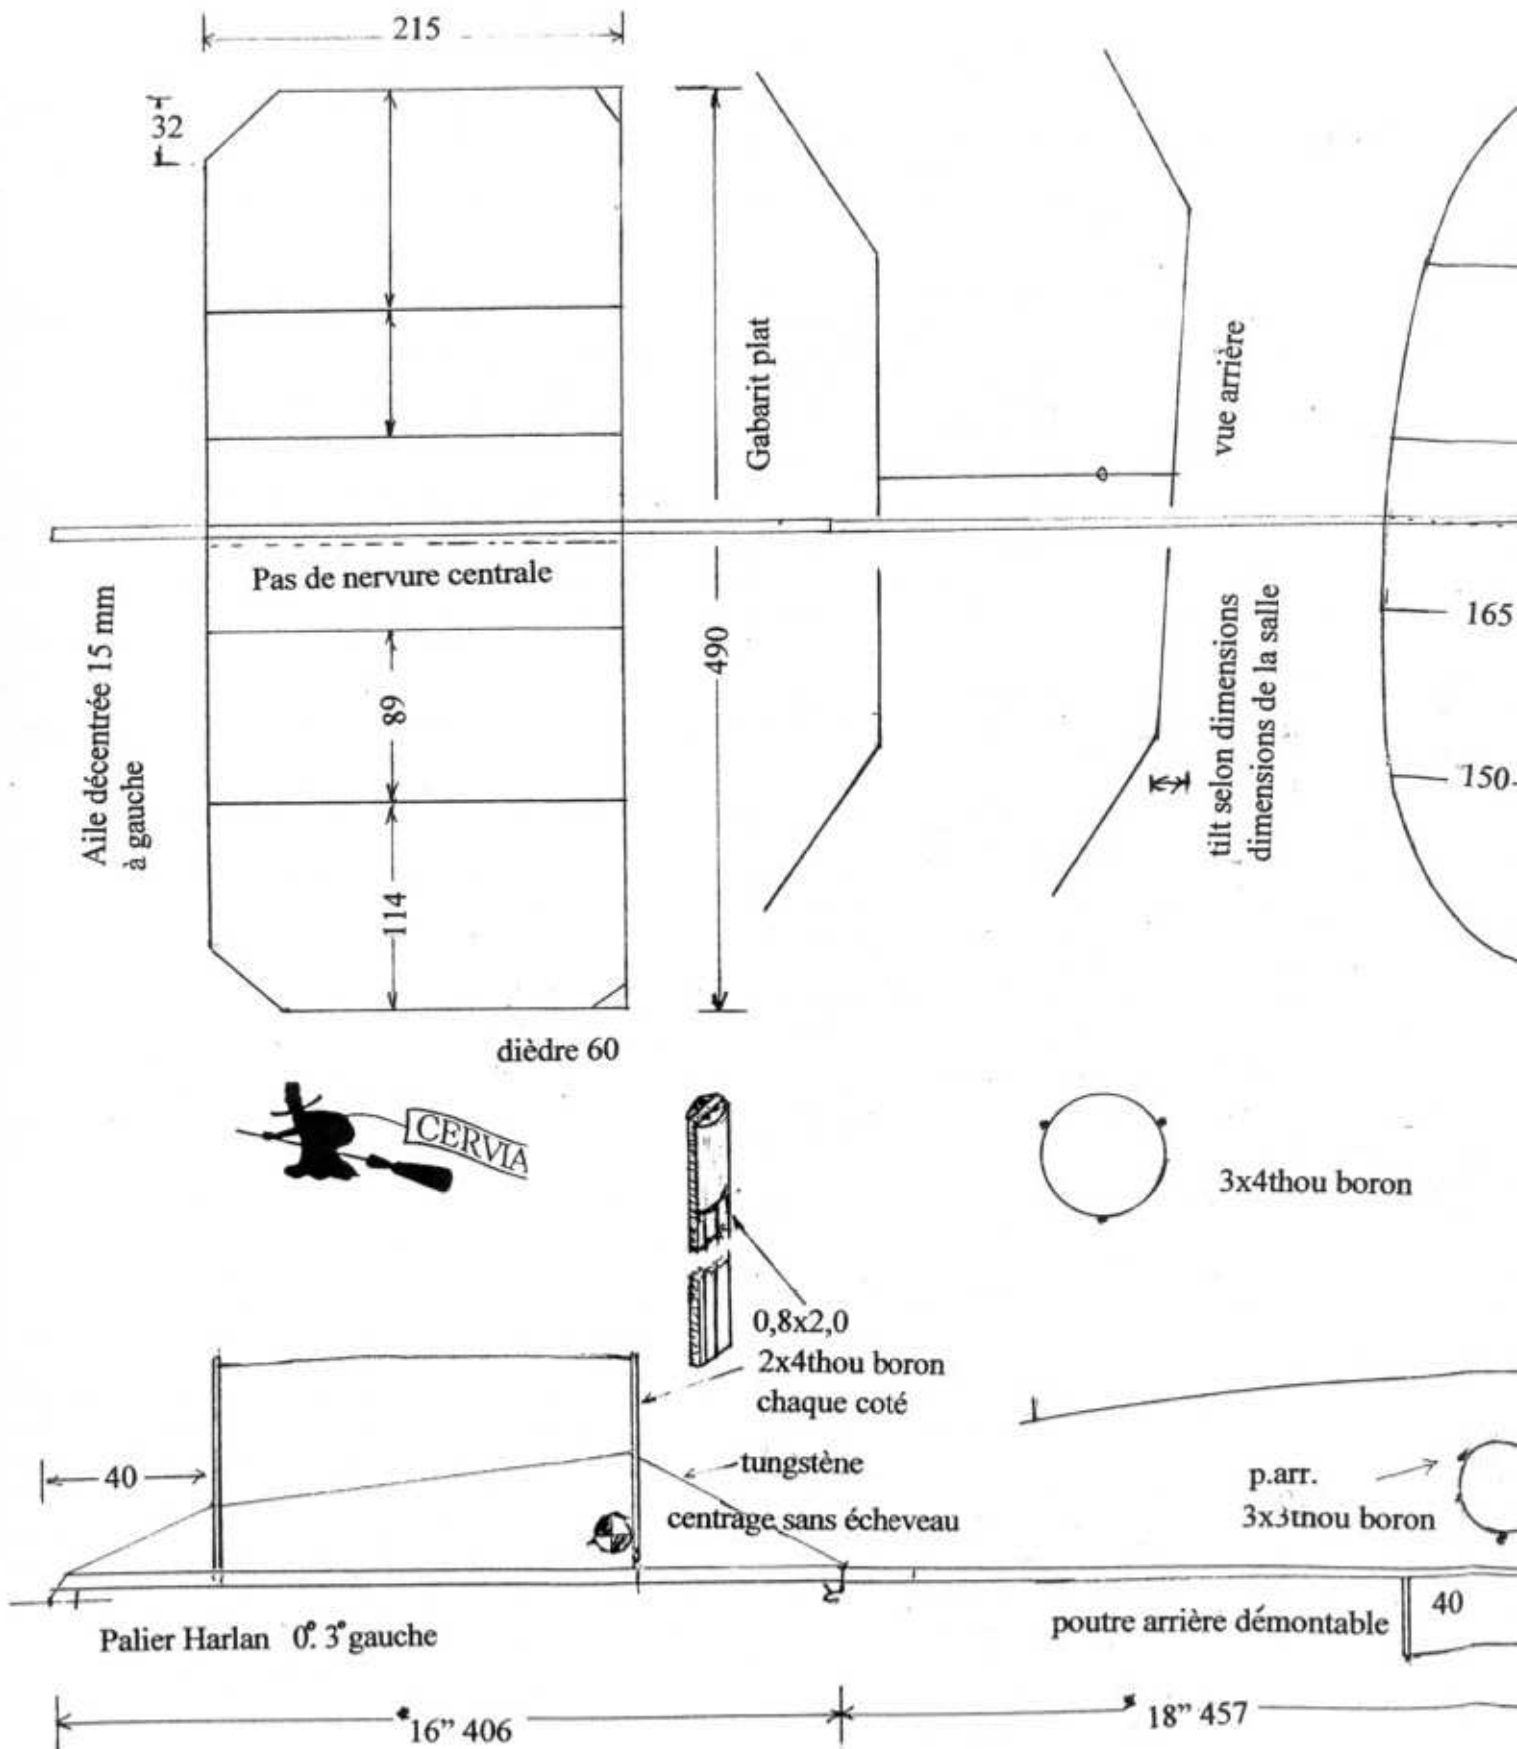 215
32
Gabarit plat
vue arrière
Pas de nervure centrale
Aile décentrée 15 mm
à gauche
89
490
tilt selon dimensions
dimensions de la salle
165
150
114
dièdre 60
CERVIA
3x4thou boron
0,8x2,0
2x4thou boron
chaque coté
tungstène
40
centrage sans écheveau
p.arr.
3x3thou boron
Palier Harlan 0°. 3° gauche
poutre arrière démontable
40
16” 406
18” 457